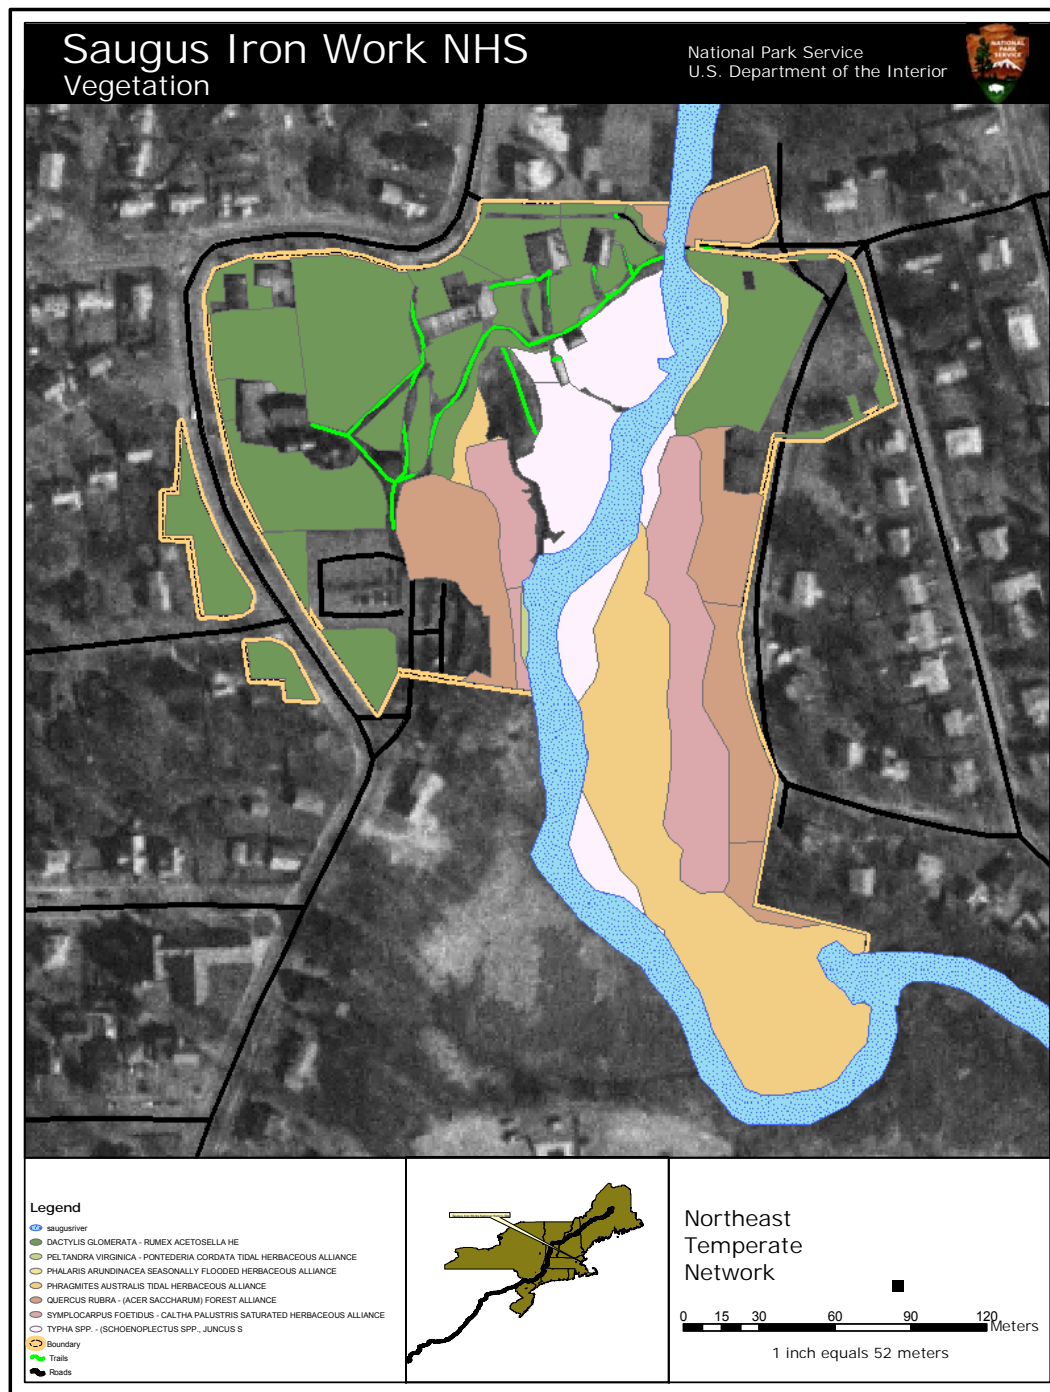 Saugus Iron Work NHS
Vegetation
National Park Service
U.S. Department of the Interior
NATIONAL
PARK
SERVICE
Legend
saugusriver
DACTYLIS GLOMERATA - RUMEX ACETOSELLA HE
PELTANDRA VIRGINICA - PONTEDERIA CORDATA TIDAL HERBACEOUS ALLIANCE
PHALARIS ARUNDINACEA SEASONALLY FLOODED HERBACEOUS ALLIANCE
PHRAGMITES AUSTRALIS TIDAL HERBACEOUS ALLIANCE
QUERCUS RUBRA - (ACER SACCHARUM) FOREST ALLIANCE
SYMPLOCARPUS FOETIDUS - CALTHA PALUSTRIS SATURATED HERBACEOUS ALLIANCE
TYPHA SPP. - (SCHOENOPLECTUS SPP., JUNCUS S
Boundary
Trails
Roads
Northeast
Temperate
Network
0 15 30 60 90 120
Meters
1 inch equals 52 meters